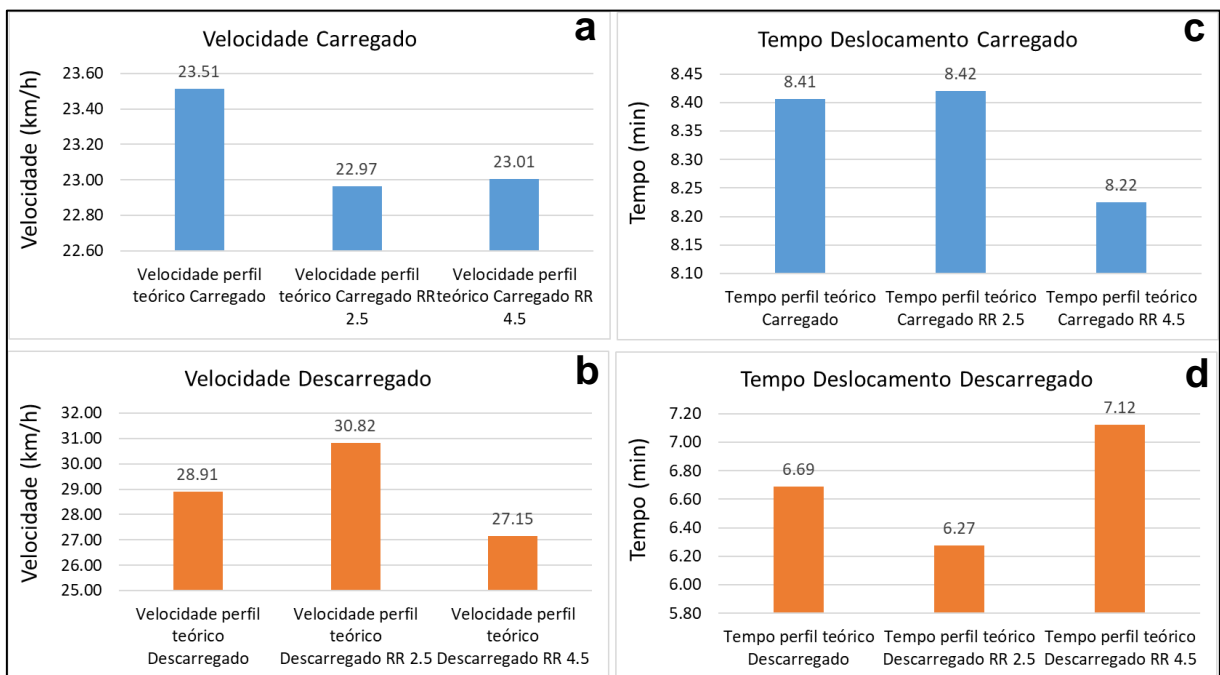 Velocidade Carregado
a
Velocidade (km/h)
23.60
23.40
23.20
23.00
22.80
22.60
23.51
22.97
23.01
Velocidade perfil
teórico Carregado
Velocidade perfil
teórico Carregado RR
2.5
Velocidade perfil
teórico Carregado RR
4.5
Tempo Deslocamento Carregado
c
Tempo (min)
8.45
8.40
8.35
8.30
8.25
8.20
8.15
8.10
8.41
8.42
8.22
Tempo perfil teórico
Carregado
Tempo perfil teórico
Carregado RR 2.5
Tempo perfil teórico
Carregado RR 4.5
Velocidade Descarregado
b
Velocidade (km/h)
32.00
31.00
30.00
29.00
28.00
27.00
26.00
25.00
28.91
30.82
27.15
Velocidade perfil
teórico
Descarregado
Velocidade perfil
teórico
Descarregado RR 2.5
Velocidade perfil
teórico
Descarregado RR 4.5
Tempo Deslocamento Descarregado
d
Tempo (min)
7.20
7.00
6.80
6.60
6.40
6.20
6.00
5.80
6.69
6.27
7.12
Tempo perfil teórico
Descarregado
Tempo perfil teórico
Descarregado RR 2.5
Tempo perfil teórico
Descarregado RR 4.5